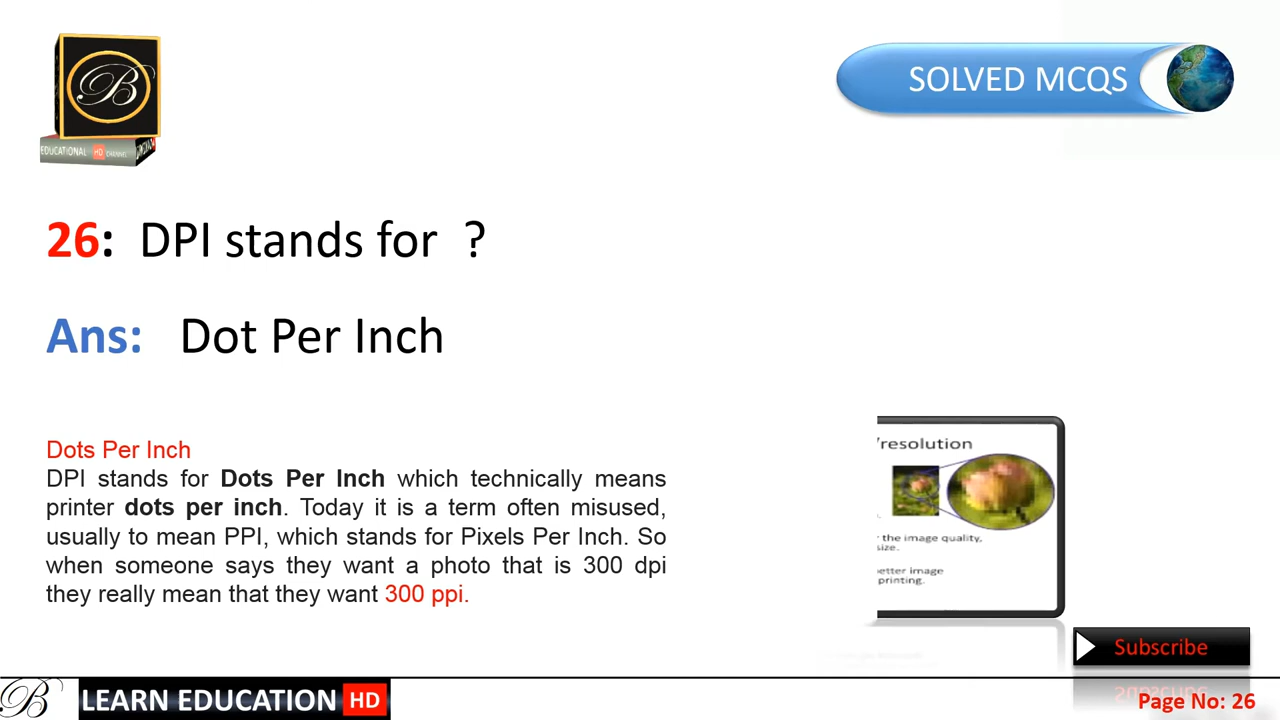 B
EDUCATIONAL HD CHANNEL
SOLVED MCQS
26: DPI stands for ?
Ans: Dot Per Inch
Dots Per Inch
DPI stands for Dots Per Inch which technically means
printer dots per inch. Today it is a term often misused,
usually to mean PPI, which stands for Pixels Per Inch. So
when someone says they want a photo that is 300 dpi
they really mean that they want 300 ppi.
/resolution
the image quality,
size.
better image
printing.
Subscribe
B LEARN EDUCATION HD
Page No: 26